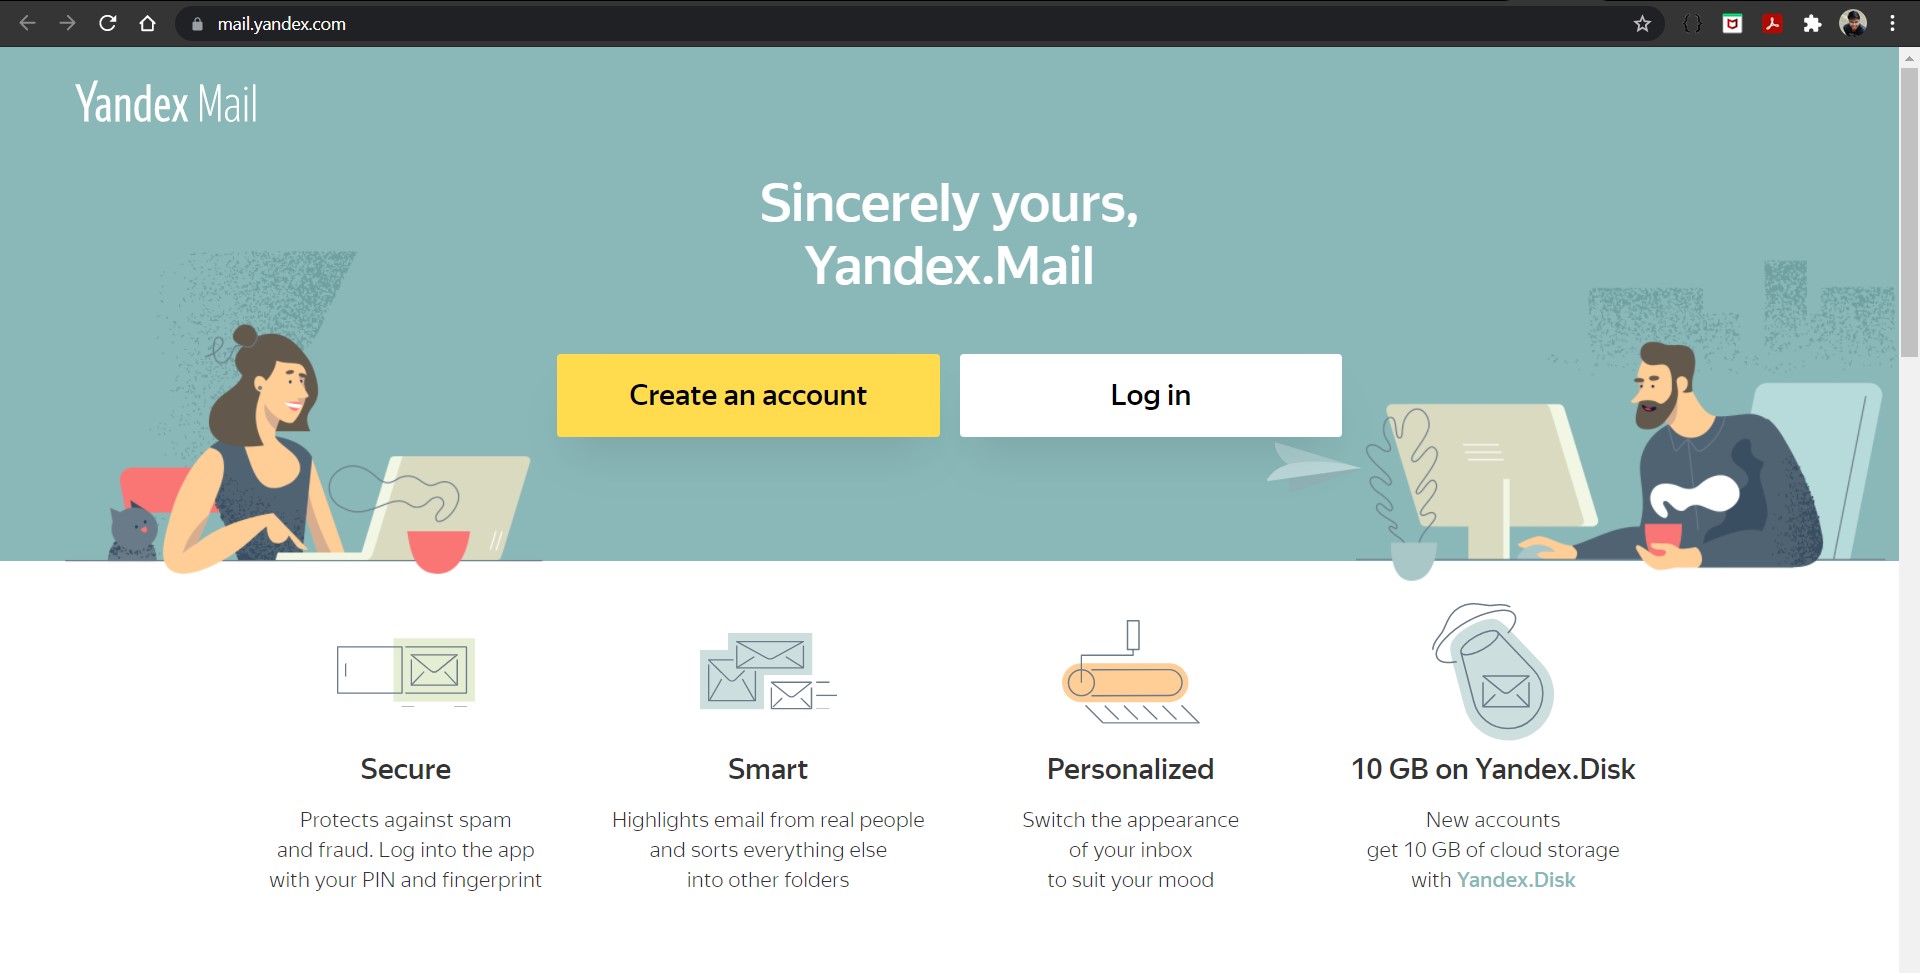 mail.yandex.com
Yandex Mail
Sincerely yours,
Yandex.Mail
Create an account
Log in
Secure
Protects against spam
and fraud. Log into the app
with your PIN and fingerprint
Smart
Highlights email from real people
and sorts everything else
into other folders
Personalized
Switch the appearance
of your inbox
to suit your mood
10 GB on Yandex.Disk
New accounts
get 10 GB of cloud storage
with Yandex.Disk